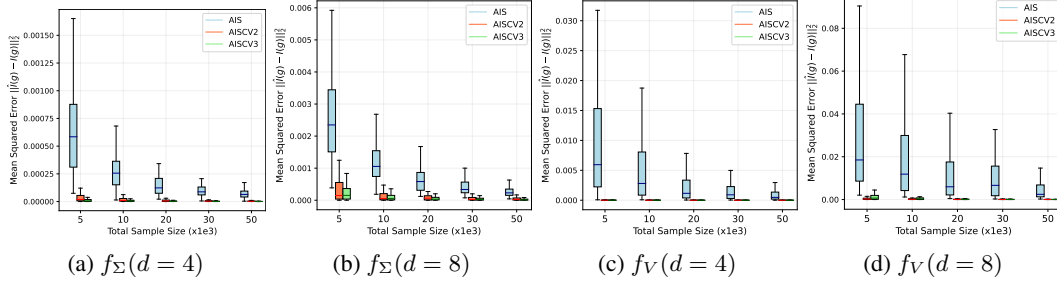 Mean Squared Error ||Î(g) − I(g)||²₂
0.00150
0.00125
0.00100
0.00075
0.00050
0.00025
0.00000
5 10 20 30 50
Total Sample Size (x1e3)
AIS
AISCV2
AISCV3
(a) f_Σ(d = 4)
Mean Squared Error ||Î(g) − I(g)||²₂
0.006
0.005
0.004
0.003
0.002
0.001
0.000
5 10 20 30 50
Total Sample Size (x1e3)
AIS
AISCV2
AISCV3
(b) f_Σ(d = 8)
Mean Squared Error ||Î(g) − I(g)||²₂
0.030
0.025
0.020
0.015
0.010
0.005
0.000
5 10 20 30 50
Total Sample Size (x1e3)
AIS
AISCV2
AISCV3
(c) f_V(d = 4)
Mean Squared Error ||Î(g) − I(g)||²₂
0.08
0.06
0.04
0.02
0.00
5 10 20 30 50
Total Sample Size (x1e3)
AIS
AISCV2
AISCV3
(d) f_V(d = 8)